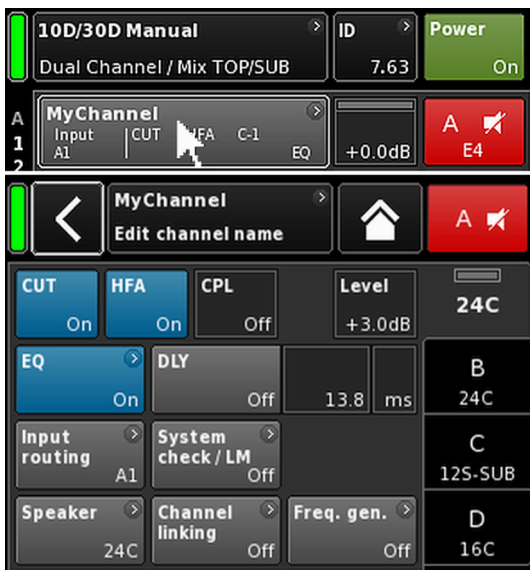 10D/30D Manual
ID
Power
Dual Channel / Mix TOP/SUB
7.63
On
A
1
2
MyChannel
Input
CUT
HFA
C-1
A1
EQ
+0.0dB
A
E4
MyChannel
Edit channel name
A
CUT
On
HFA
On
CPL
Off
Level
+3.0dB
24C
EQ
On
DLY
Off
13.8
ms
B
24C
Input
routing
A1
System
check / LM
Off
C
12S-SUB
Speaker
24C
Channel
linking
Off
Freq. gen.
Off
D
16C